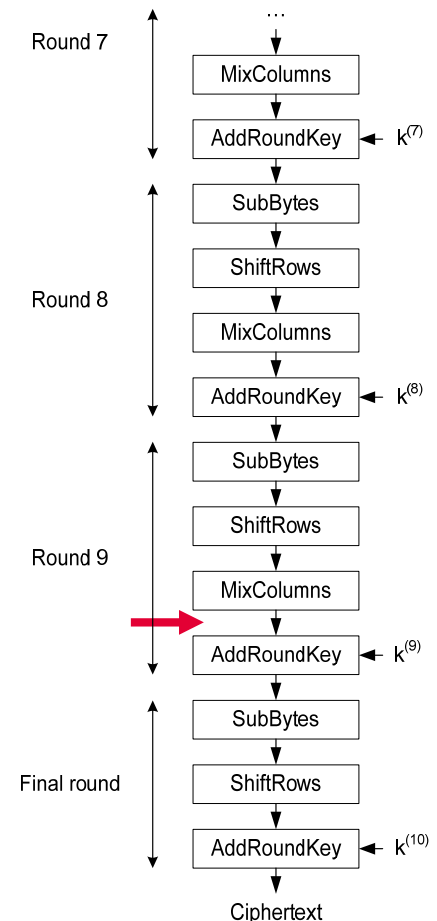 ...
Round 7
MixColumns
AddRoundKey
k(7)
SubBytes
ShiftRows
Round 8
MixColumns
AddRoundKey
k(8)
SubBytes
ShiftRows
Round 9
MixColumns
AddRoundKey
k(9)
SubBytes
Final round
ShiftRows
AddRoundKey
k(10)
Ciphertext